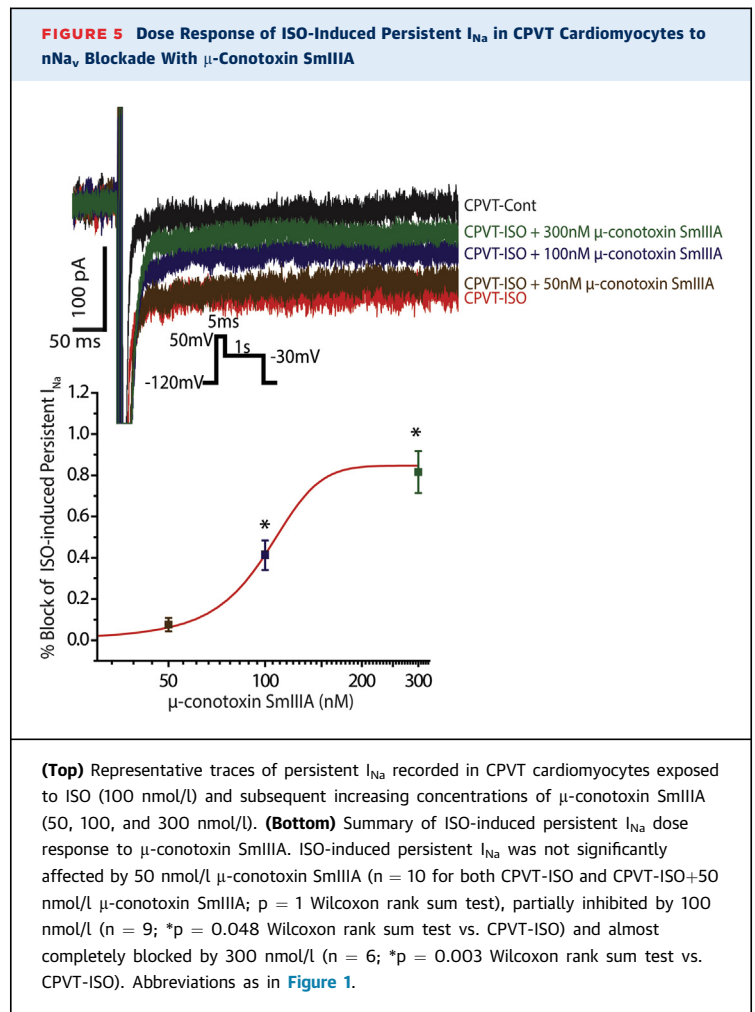 FIGURE 5 Dose Response of ISO-Induced Persistent I_Na in CPVT Cardiomyocytes to
nNa_v Blockade With μ-Conotoxin SmIIIA
CPVT-Cont
CPVT-ISO + 300nM μ-conotoxin SmIIIA
CPVT-ISO + 100nM μ-conotoxin SmIIIA
CPVT-ISO + 50nM μ-conotoxin SmIIIA
CPVT-ISO
100 pA
50 ms
5ms
50mV
1s
-30mV
-120mV
% Block of ISO-induced Persistent I_Na
1.2
1.0
0.8
0.6
0.4
0.2
0.0
*
*
50
100
200
300
μ-conotoxin SmIIIA (nM)
(Top) Representative traces of persistent I_Na recorded in CPVT cardiomyocytes exposed
to ISO (100 nmol/l) and subsequent increasing concentrations of μ-conotoxin SmIIIA
(50, 100, and 300 nmol/l). (Bottom) Summary of ISO-induced persistent I_Na dose
response to μ-conotoxin SmIIIA. ISO-induced persistent I_Na was not significantly
affected by 50 nmol/l μ-conotoxin SmIIIA (n = 10 for both CPVT-ISO and CPVT-ISO+50
nmol/l μ-conotoxin SmIIIA; p = 1 Wilcoxon rank sum test), partially inhibited by 100
nmol/l (n = 9; *p = 0.048 Wilcoxon rank sum test vs. CPVT-ISO) and almost
completely blocked by 300 nmol/l (n = 6; *p = 0.003 Wilcoxon rank sum test vs.
CPVT-ISO). Abbreviations as in Figure 1.